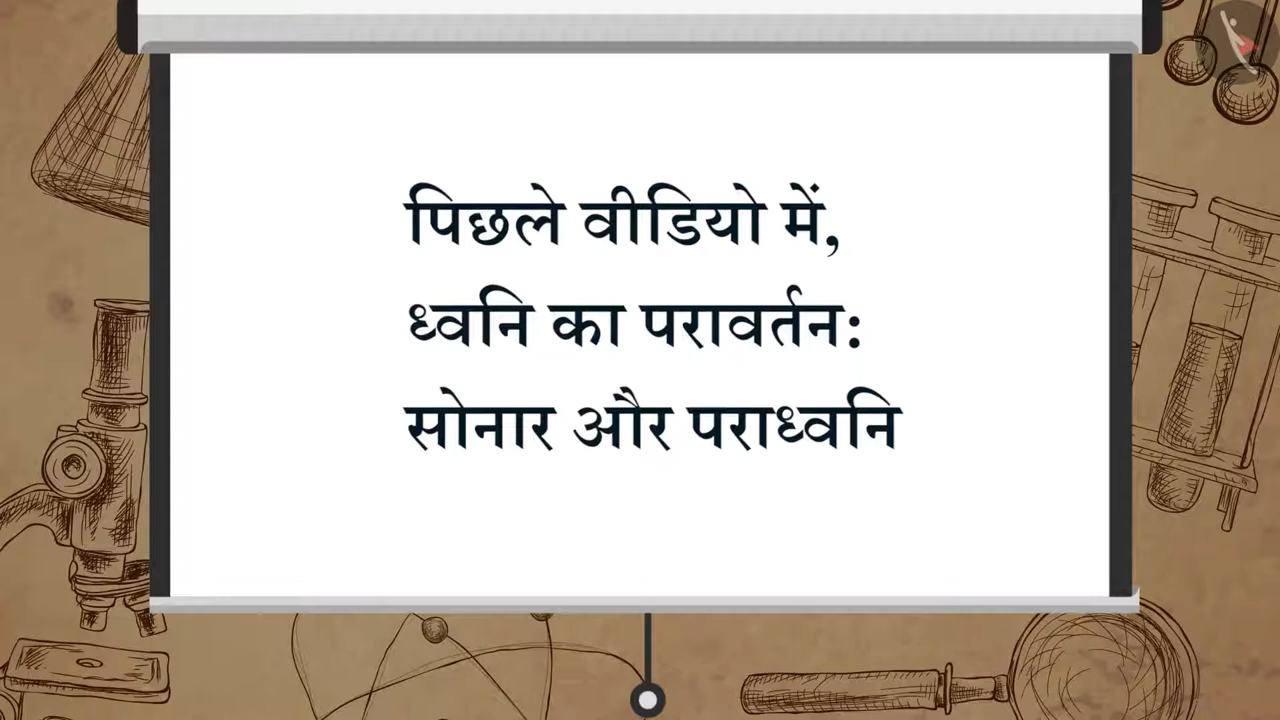 पिछले वीडियो में,
ध्वनि का परावर्तन:
सोनार और पराध्वनि